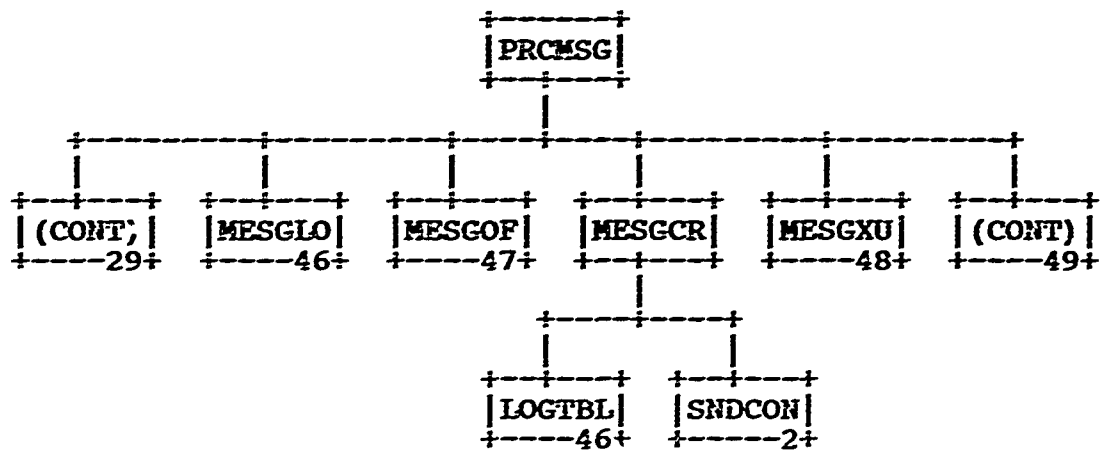 PRCMSG
(CONT, MESGLO MESGOF MESGCR MESGXU (CONT)
29 46 47 48 49
LOGTBL SNDCON
46 2